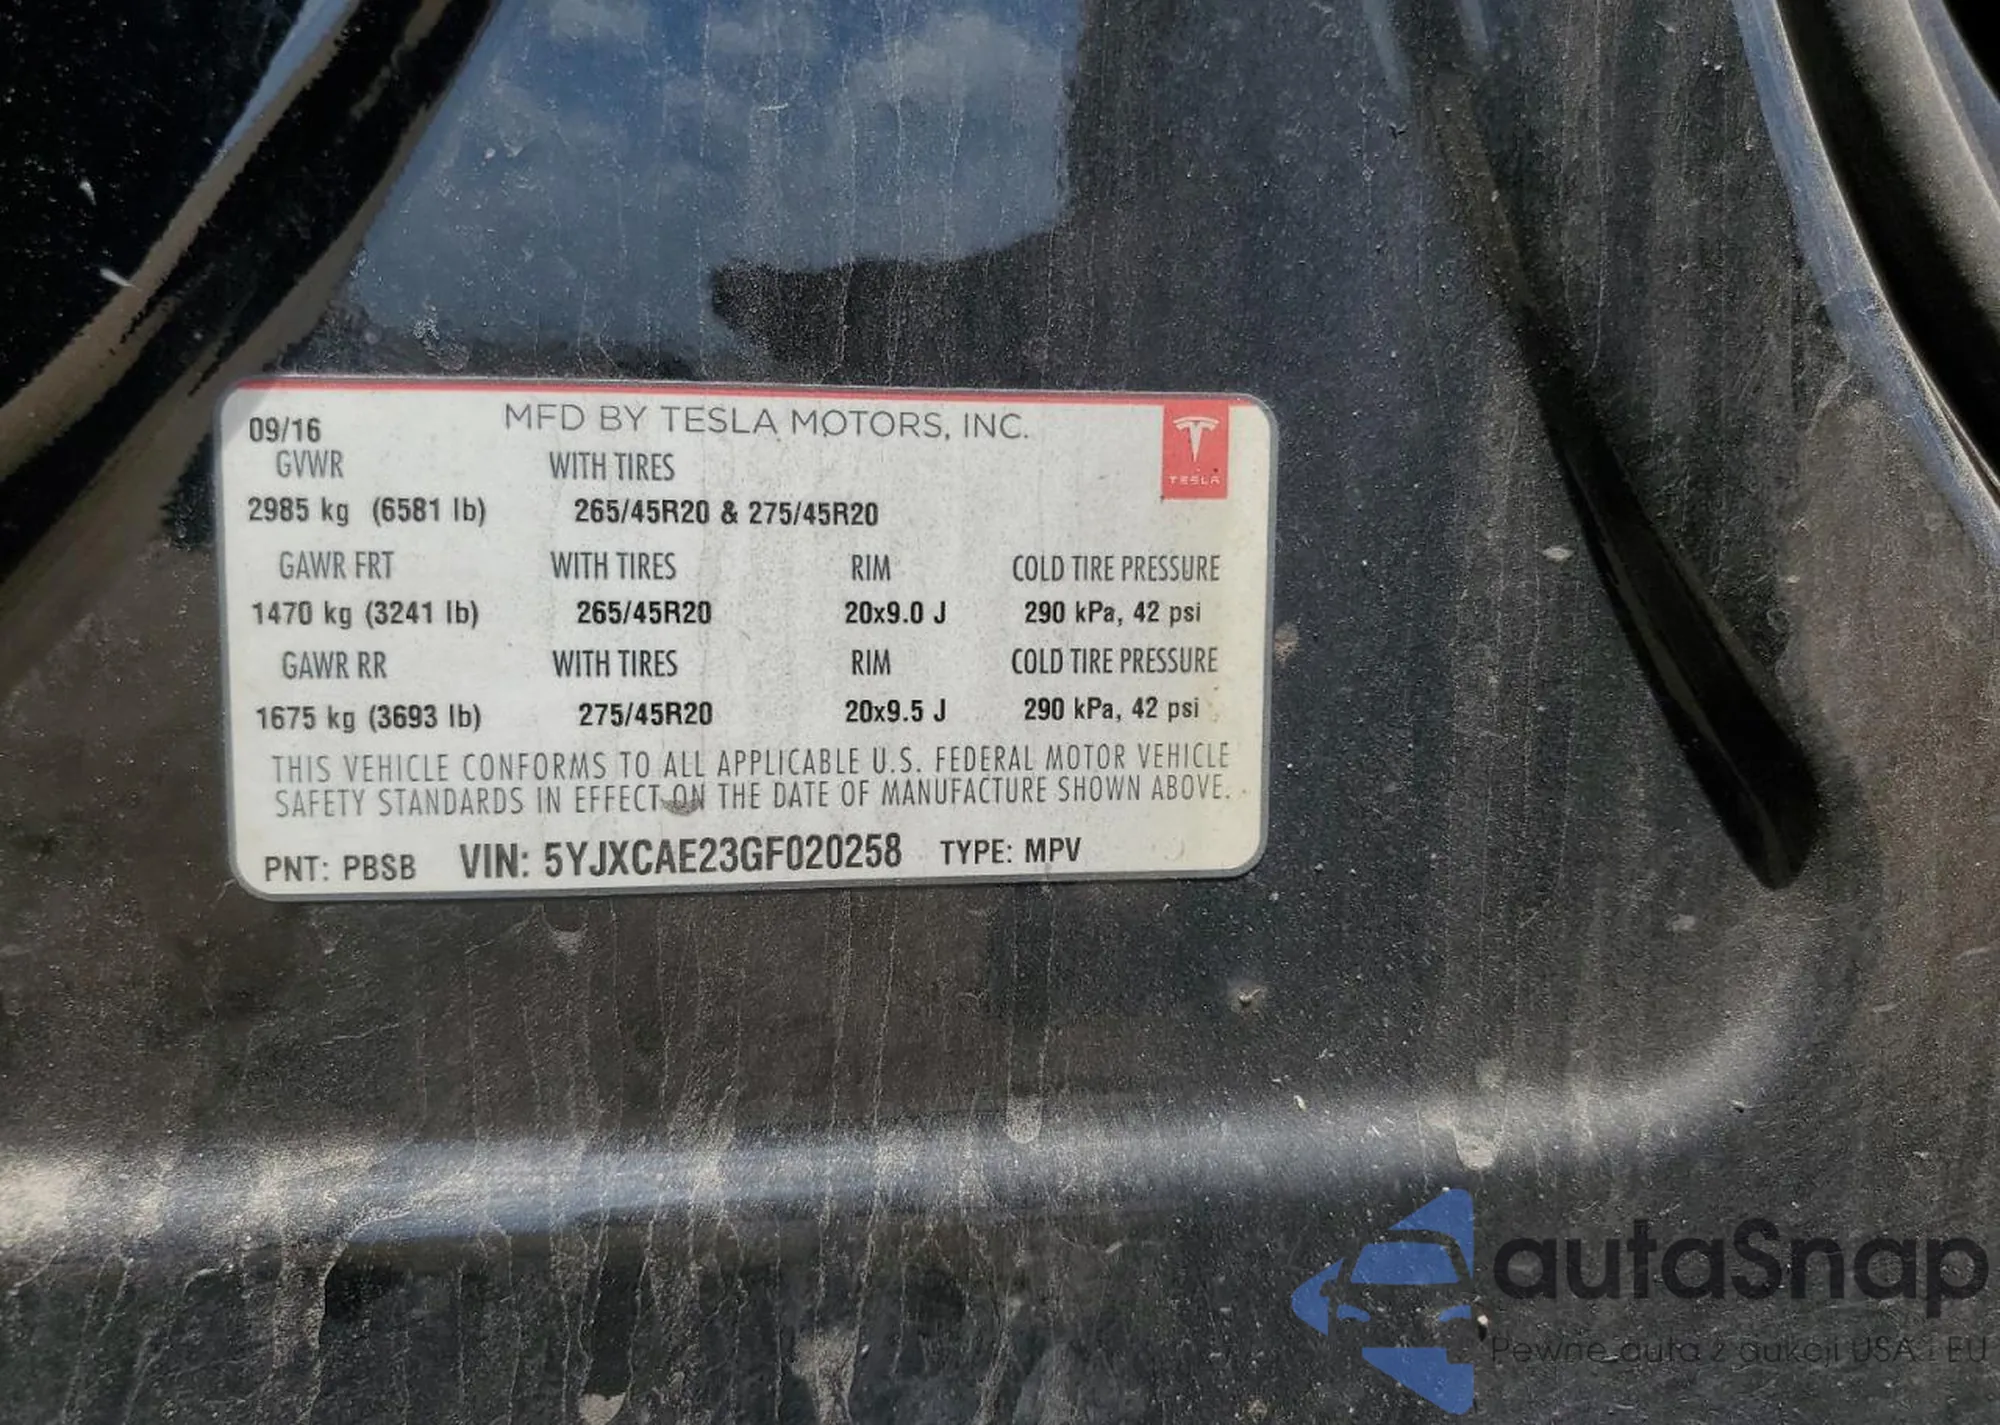 MFD BY TESLA MOTORS, INC.
09/16
TESLA
GVWR WITH TIRES
2985 kg (6581 lb) 265/45R20 & 275/45R20
GAWR FRT WITH TIRES RIM COLD TIRE PRESSURE
1470 kg (3241 lb) 265/45R20 20x9.0 J 290 kPa, 42 psi
GAWR RR WITH TIRES RIM COLD TIRE PRESSURE
1675 kg (3693 lb) 275/45R20 20x9.5 J 290 kPa, 42 psi
THIS VEHICLE CONFORMS TO ALL APPLICABLE U.S. FEDERAL MOTOR VEHICLE
SAFETY STANDARDS IN EFFECT ON THE DATE OF MANUFACTURE SHOWN ABOVE.
PNT: PBSB VIN: 5YJXCAE23GF020258 TYPE: MPV
autaSnap
Pewne auta z aukcji USA i EU